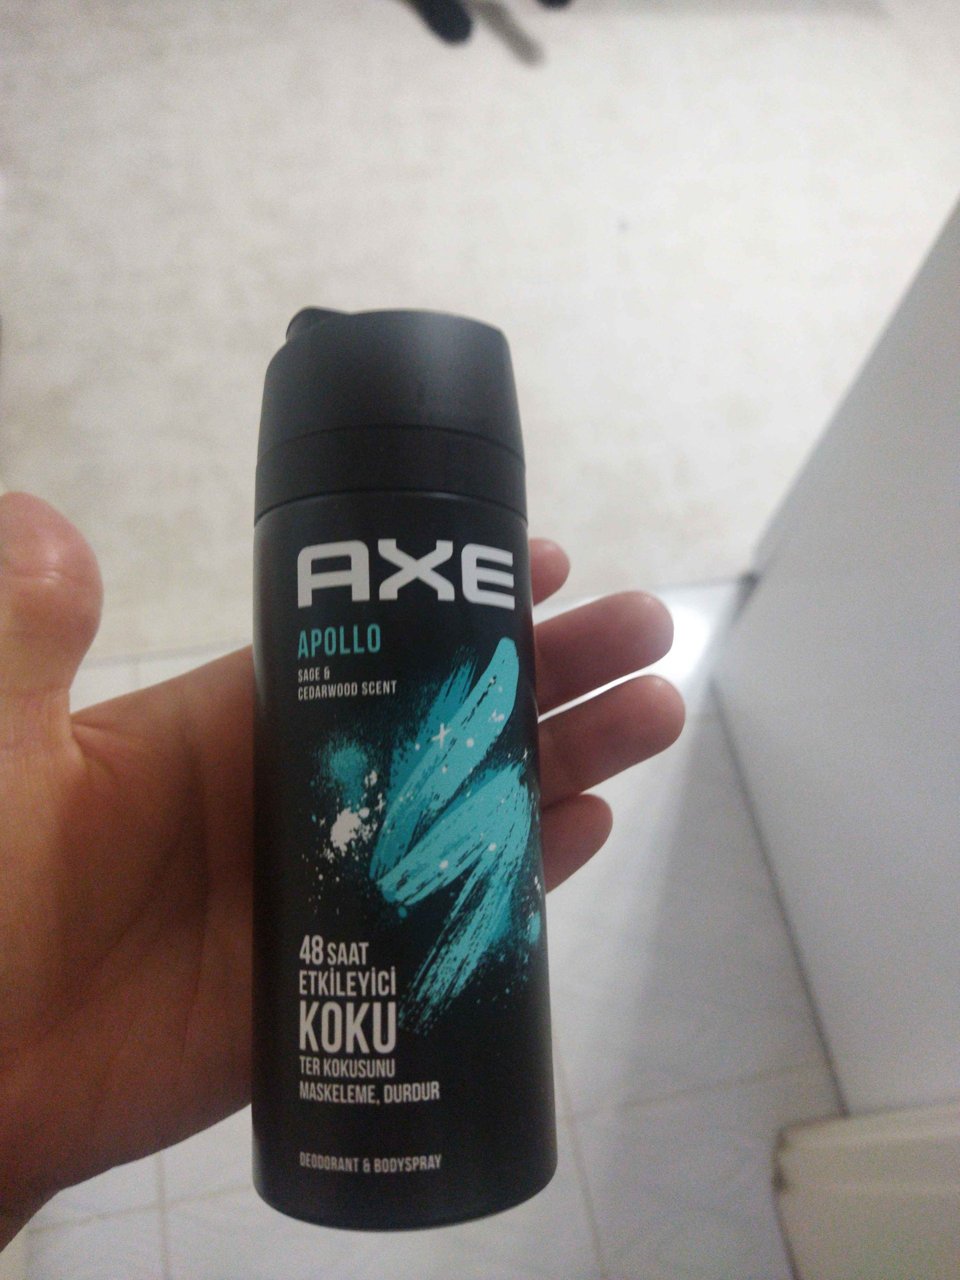 AXE
APOLLO
SAGE &
CEDARWOOD SCENT
48 SAAT
ETKİLEYİCİ
KOKU
TER KOKUSUNU
MASKELEME, DURDUR
DEODORANT & BODYSPRAY